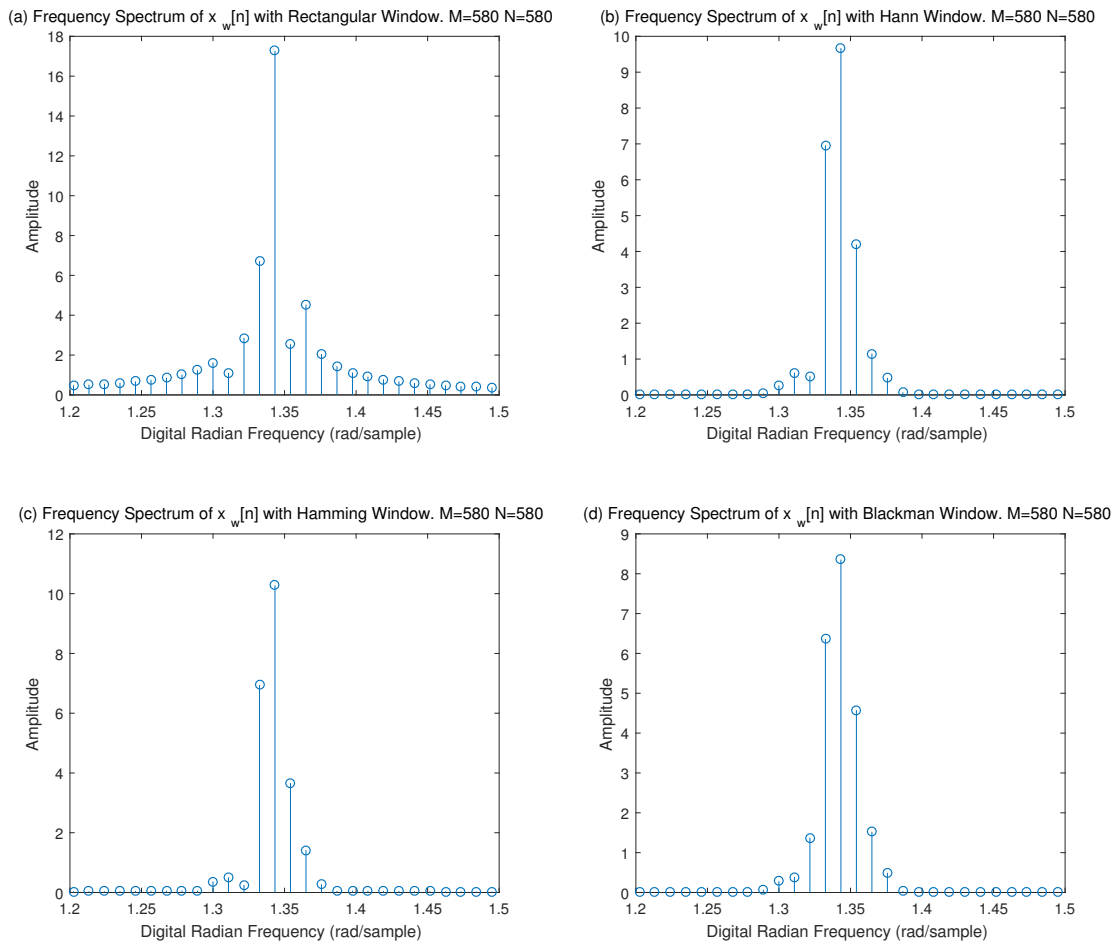 (a) Frequency Spectrum of x w[n] with Rectangular Window. M=580 N=580
18
16
14
12
10
8
6
4
2
0
Amplitude
1.2 1.25 1.3 1.35 1.4 1.45 1.5
Digital Radian Frequency (rad/sample)
(b) Frequency Spectrum of x w[n] with Hann Window. M=580 N=580
10
9
8
7
6
5
4
3
2
1
0
Amplitude
1.2 1.25 1.3 1.35 1.4 1.45 1.5
Digital Radian Frequency (rad/sample)
(c) Frequency Spectrum of x w[n] with Hamming Window. M=580 N=580
12
10
8
6
4
2
0
Amplitude
1.2 1.25 1.3 1.35 1.4 1.45 1.5
Digital Radian Frequency (rad/sample)
(d) Frequency Spectrum of x w[n] with Blackman Window. M=580 N=580
9
8
7
6
5
4
3
2
1
0
Amplitude
1.2 1.25 1.3 1.35 1.4 1.45 1.5
Digital Radian Frequency (rad/sample)